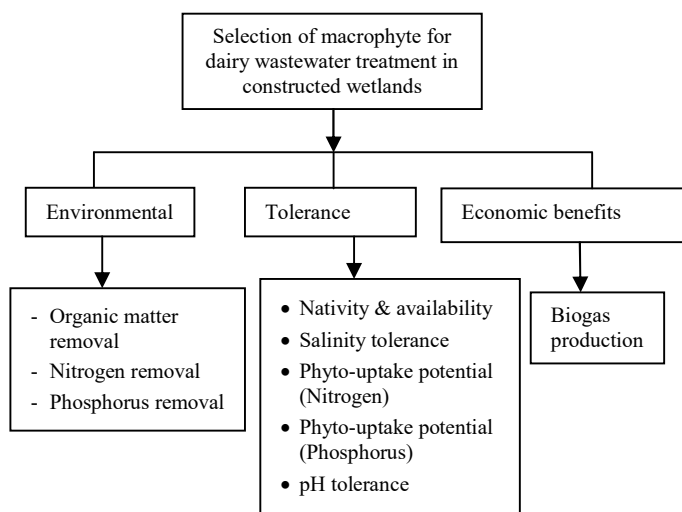 Selection of macrophyte for
dairy wastewater treatment in
constructed wetlands
Environmental
Tolerance
Economic benefits
- Organic matter
removal
- Nitrogen removal
- Phosphorus removal
• Nativity & availability
• Salinity tolerance
• Phyto-uptake potential
(Nitrogen)
• Phyto-uptake potential
(Phosphorus)
• pH tolerance
Biogas
production